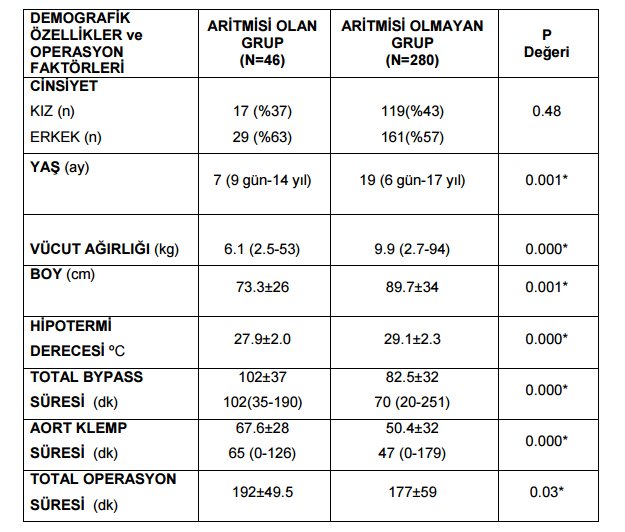 DEMOGRAFİK ÖZELLİKLER ve OPERASYON FAKTÖRLERİ | ARİTMİSİ OLAN GRUP (N=46) | ARİTMİSİ OLMAYAN GRUP (N=280) | P Değeri
CİNSİYET
KIZ (n) | 17 (%37) | 119(%43) | 0.48
ERKEK (n) | 29 (%63) | 161(%57)
YAŞ (ay) | 7 (9 gün-14 yıl) | 19 (6 gün-17 yıl) | 0.001*
VÜCUT AĞIRLIĞI (kg) | 6.1 (2.5-53) | 9.9 (2.7-94) | 0.000*
BOY (cm) | 73.3±26 | 89.7±34 | 0.001*
HİPOTERMİ DERECESİ ºC | 27.9±2.0 | 29.1±2.3 | 0.000*
TOTAL BYPASS | 102±37 | 82.5±32 | 0.000*
SÜRESİ (dk) | 102(35-190) | 70 (20-251)
AORT KLEMP | 67.6±28 | 50.4±32 | 0.000*
SÜRESİ (dk) | 65 (0-126) | 47 (0-179)
TOTAL OPERASYON SÜRESİ (dk) | 192±49.5 | 177±59 | 0.03*